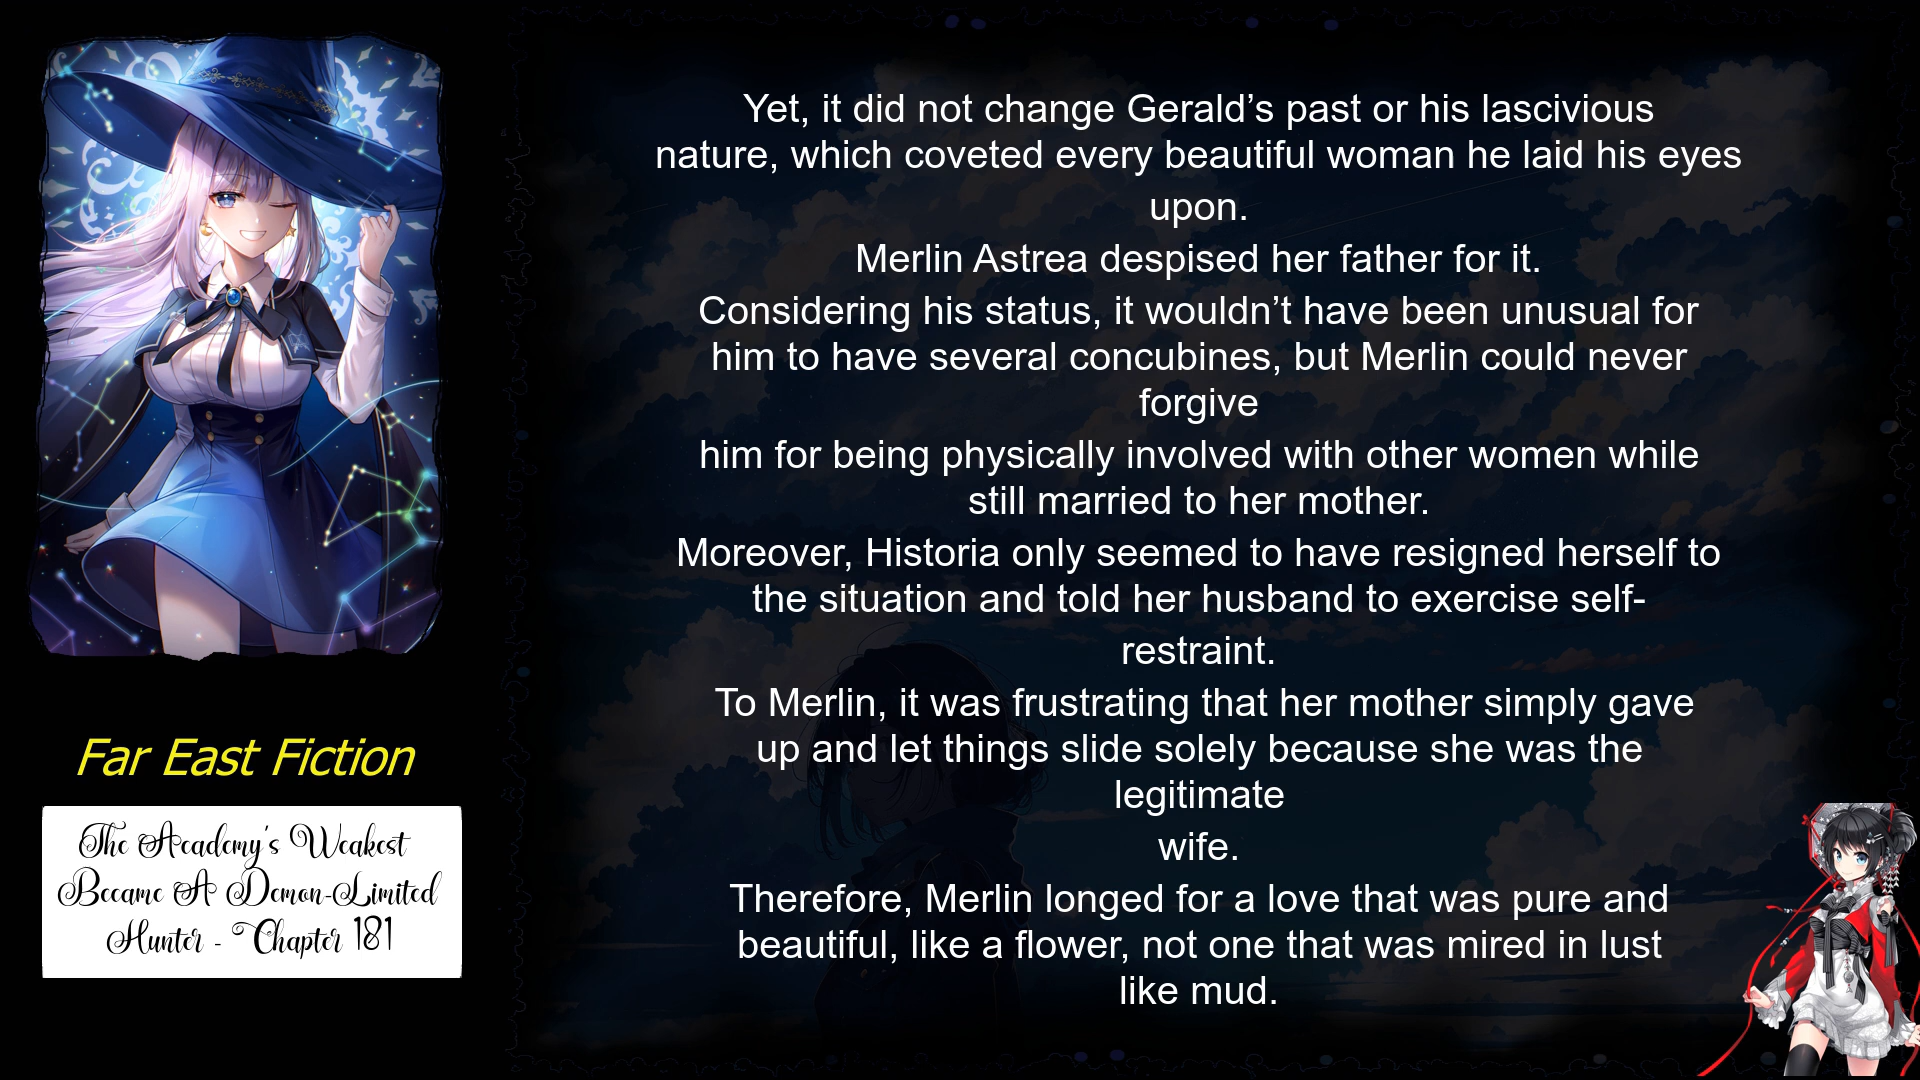 Yet, it did not change Gerald’s past or his lascivious
nature, which coveted every beautiful woman he laid his eyes
upon.
Merlin Astrea despised her father for it.
Considering his status, it wouldn’t have been unusual for
him to have several concubines, but Merlin could never
forgive
him for being physically involved with other women while
still married to her mother.
Moreover, Historia only seemed to have resigned herself to
the situation and told her husband to exercise self-
restraint.
To Merlin, it was frustrating that her mother simply gave
up and let things slide solely because she was the
legitimate
wife.
Therefore, Merlin longed for a love that was pure and
beautiful, like a flower, not one that was mired in lust
like mud.
Far East Fiction
The Academy's Weakest
Became A Demon-Limited
Hunter - Chapter 181